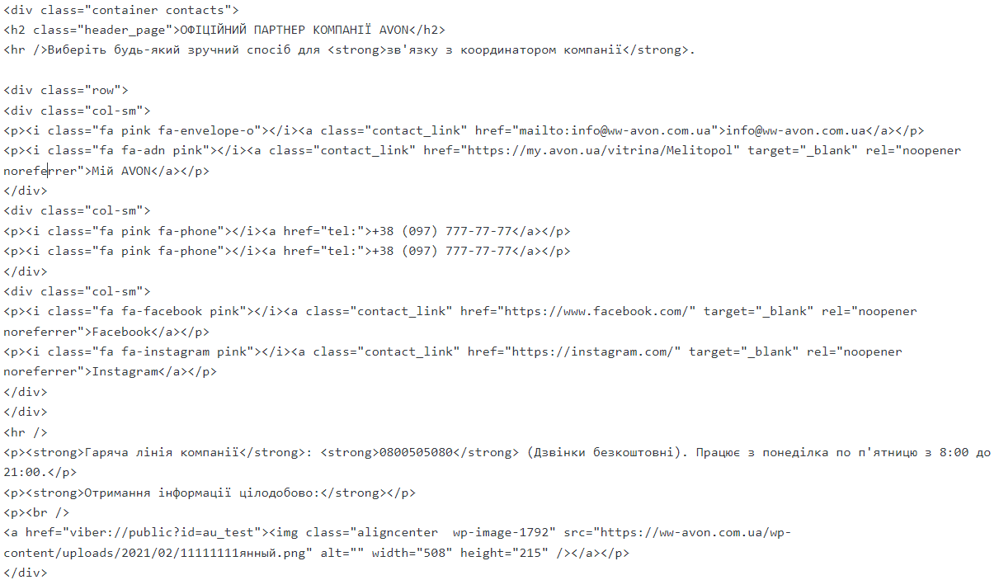 <div class="container contacts">
<h2 class="header_page">ОФІЦІЙНИЙ ПАРТНЕР КОМПАНІЇ AVON</h2>
<hr />Виберіть будь-який зручний спосіб для <strong>зв'язку з координатором компанії</strong>.
<div class="row">
<div class="col-sm">
<p><i class="fa pink fa-envelope-o"></i><a class="contact_link" href="mailto:info@ww-avon.com.ua">info@ww-avon.com.ua</a></p>
<p><i class="fa fa-adn pink"></i><a class="contact_link" href="https://my.avon.ua/vitrina/Melitopol" target="_blank" rel="noopener
noreferrer">Мій AVON</a></p>
</div>
<div class="col-sm">
<p><i class="fa pink fa-phone"></i><a href="tel:">+38 (097) 777-77-77</a></p>
<p><i class="fa pink fa-phone"></i><a href="tel:">+38 (097) 777-77-77</a></p>
</div>
<div class="col-sm">
<p><i class="fa fa-facebook pink"></i><a class="contact_link" href="https://www.facebook.com/" target="_blank" rel="noopener
noreferrer">Facebook</a></p>
<p><i class="fa fa-instagram pink"></i><a class="contact_link" href="https://instagram.com/" target="_blank" rel="noopener
noreferrer">Instagram</a></p>
</div>
</div>
<hr />
<p><strong>Гаряча лінія компанії</strong>: <strong>0800505080</strong> (Дзвінки безкоштовні). Працює з понеділка по п'ятницю з 8:00 до
21:00.</p>
<p><strong>Отримання інформації цілодобово:</strong></p>
<p><br />
<a href="viber://public?id=au_test"><img class="aligncenter  wp-image-1792" src="https://ww-avon.com.ua/wp-
content/uploads/2021/02/11111111янный.png" alt="" width="508" height="215" /></a></p>
</div>